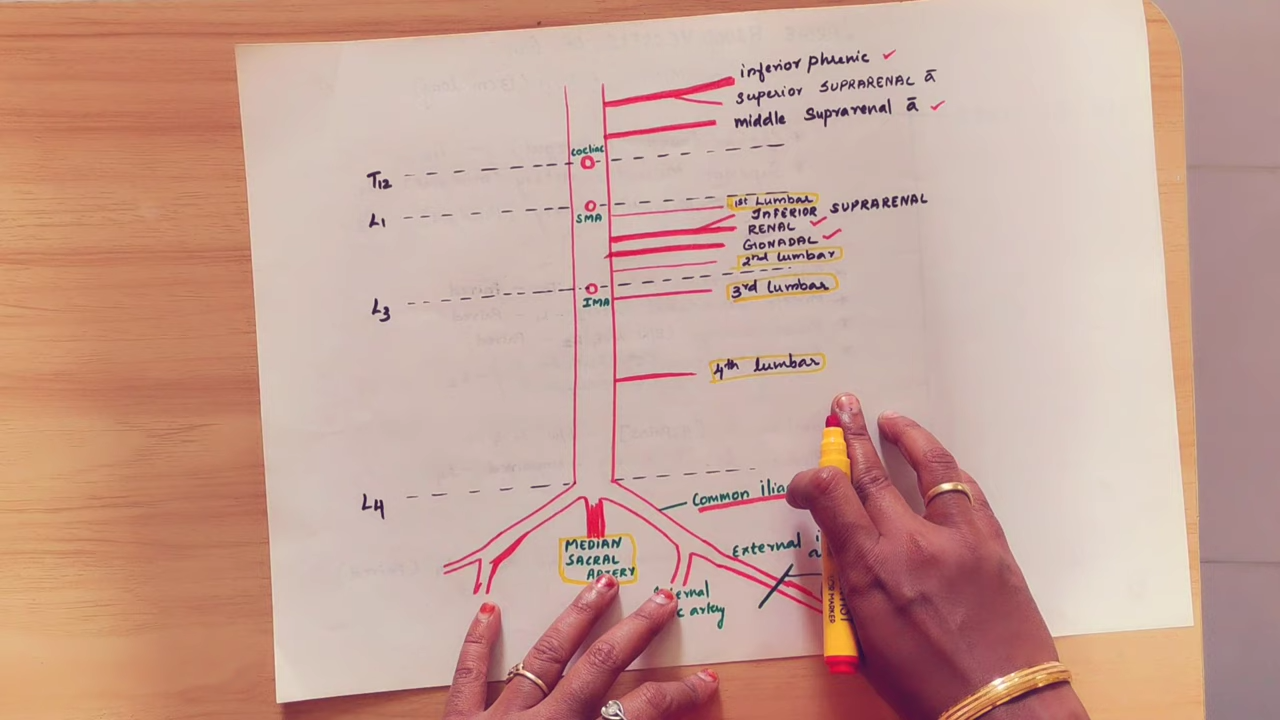 inferior phrenic
superior SUPRARENAL ā
middle Suprarenal ā
coeliac
T12
L1
SMA
1st Lumbar
INFERIOR SUPRARENAL
RENAL
GONADAL
2nd lumbar
L3
IMA
3rd lumbar
4th lumbar
L4
Common
External
MEDIAN
SACRAL
ARTERY
artery
MARKER